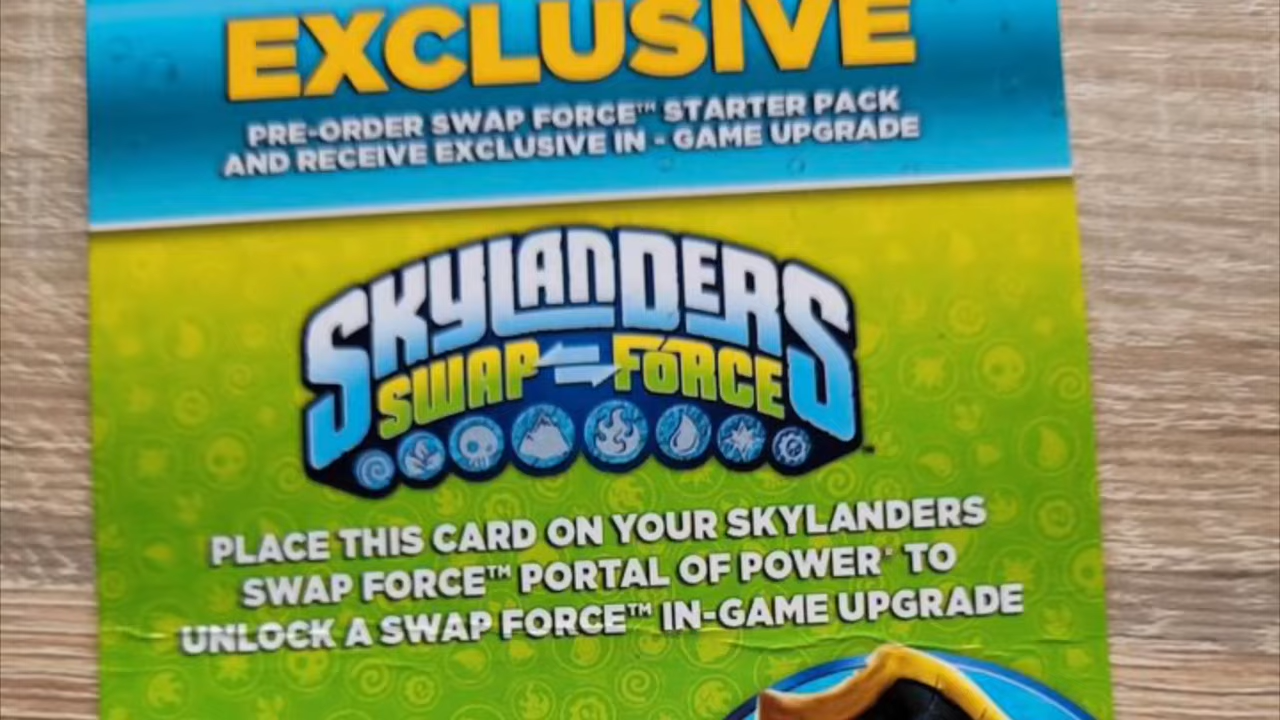 EXCLUSIVE
PRE-ORDER SWAP FORCE™ STARTER PACK
AND RECEIVE EXCLUSIVE IN - GAME UPGRADE
SKYLANDERS
SWAP FORCE
™
PLACE THIS CARD ON YOUR SKYLANDERS
SWAP FORCE™ PORTAL OF POWER® TO
UNLOCK A SWAP FORCE™ IN-GAME UPGRADE